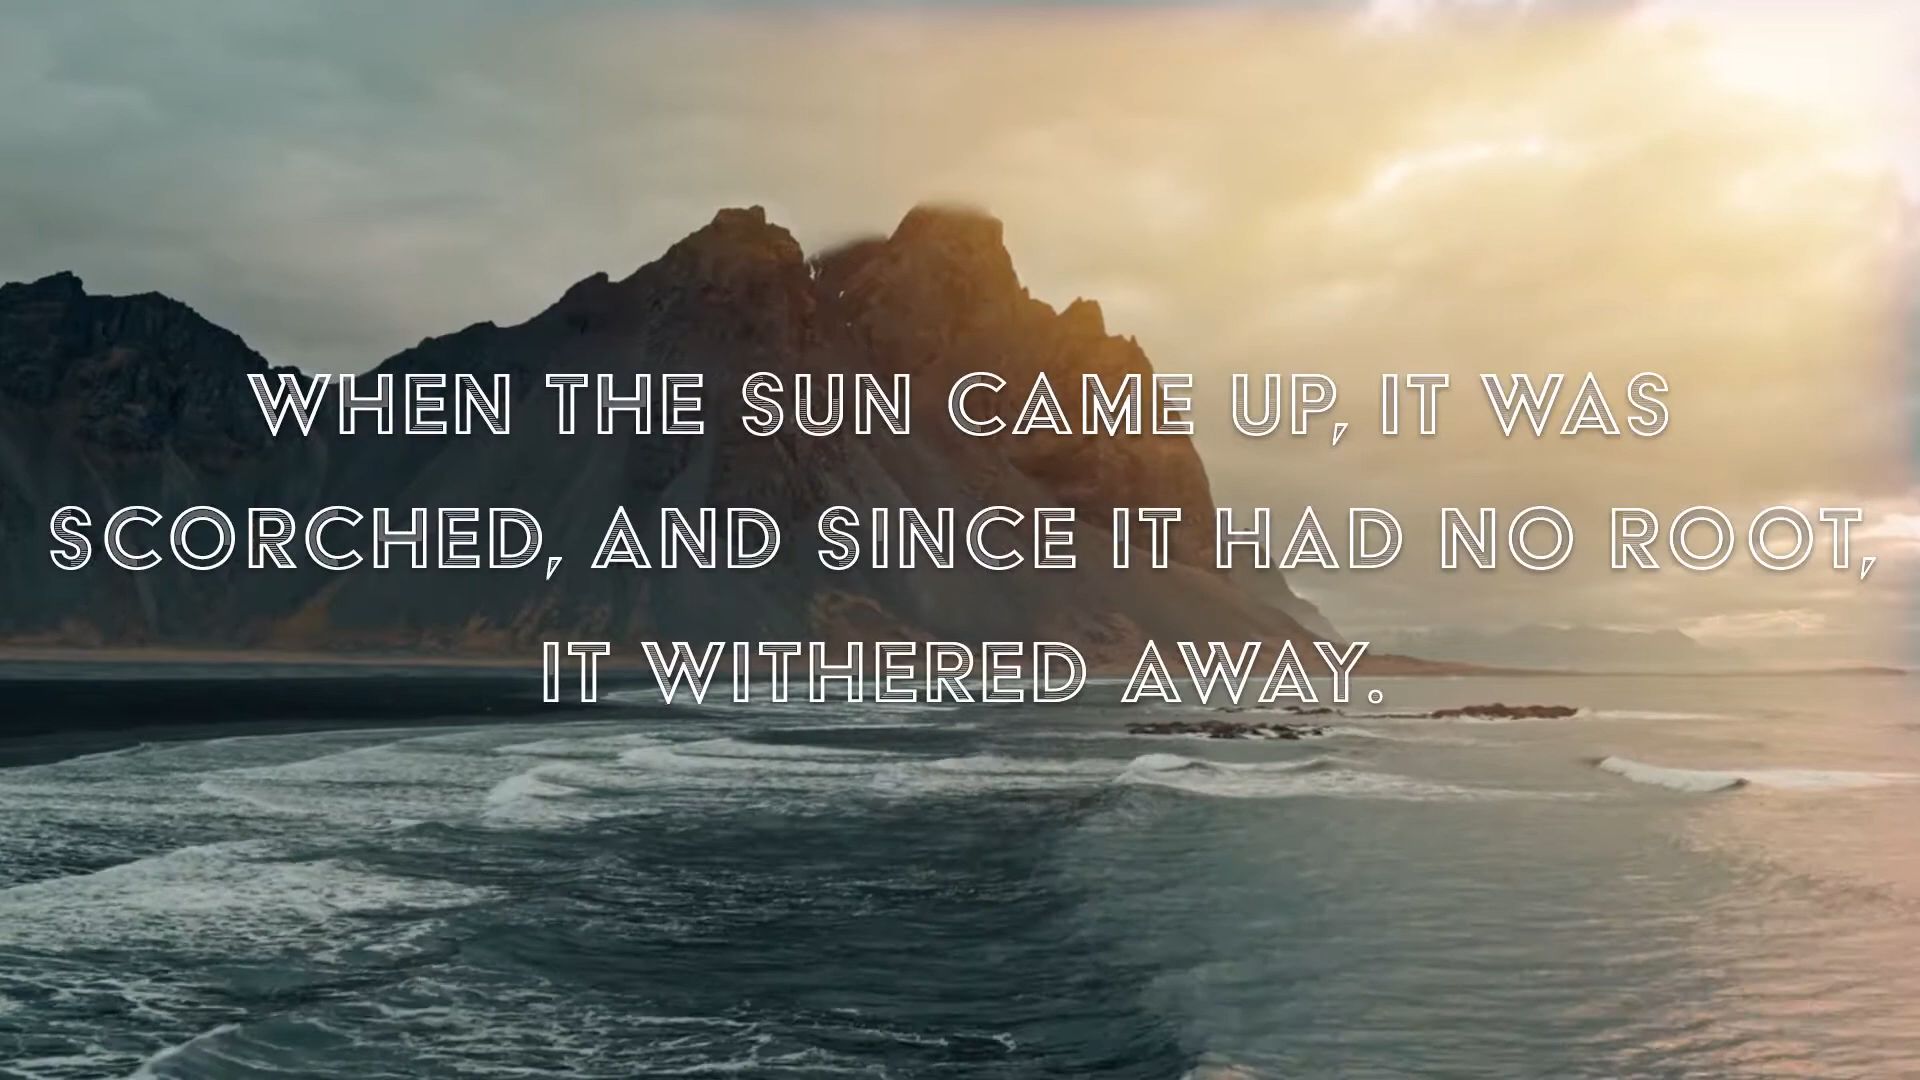 WHEN THE SUN CAME UP, IT WAS
SCORCHED, AND SINCE IT HAD NO ROOT,
IT WITHERED AWAY.